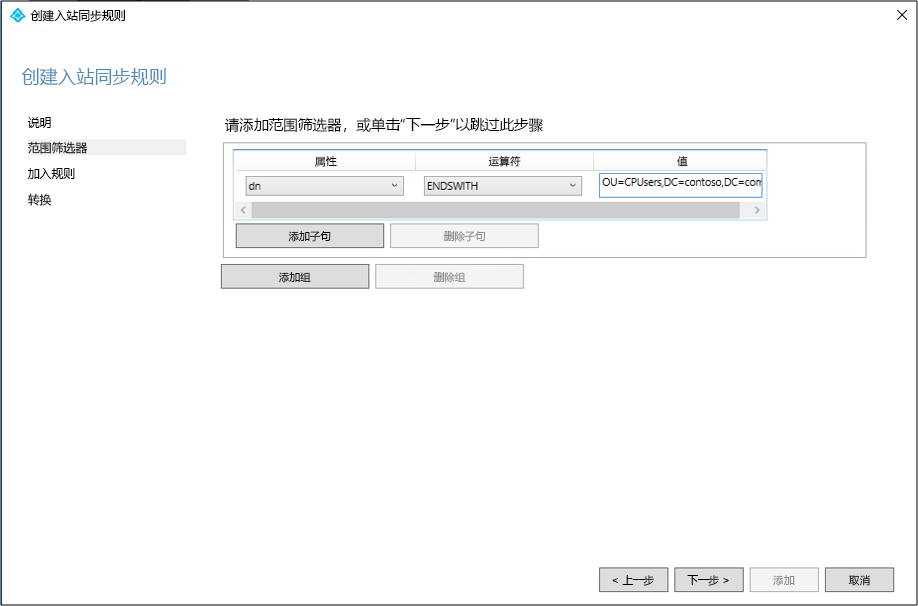 创建入站同步规则
创建入站同步规则
说明
范围筛选器
加入规则
转换
请添加范围筛选器，或单击“下一步”以跳过此步骤
属性 运算符 值
dn ENDSWITH OU=CPUsers,DC=contoso,DC=com
添加子句 删除子句
添加组 删除组
< 上一步 下一步 > 添加 取消